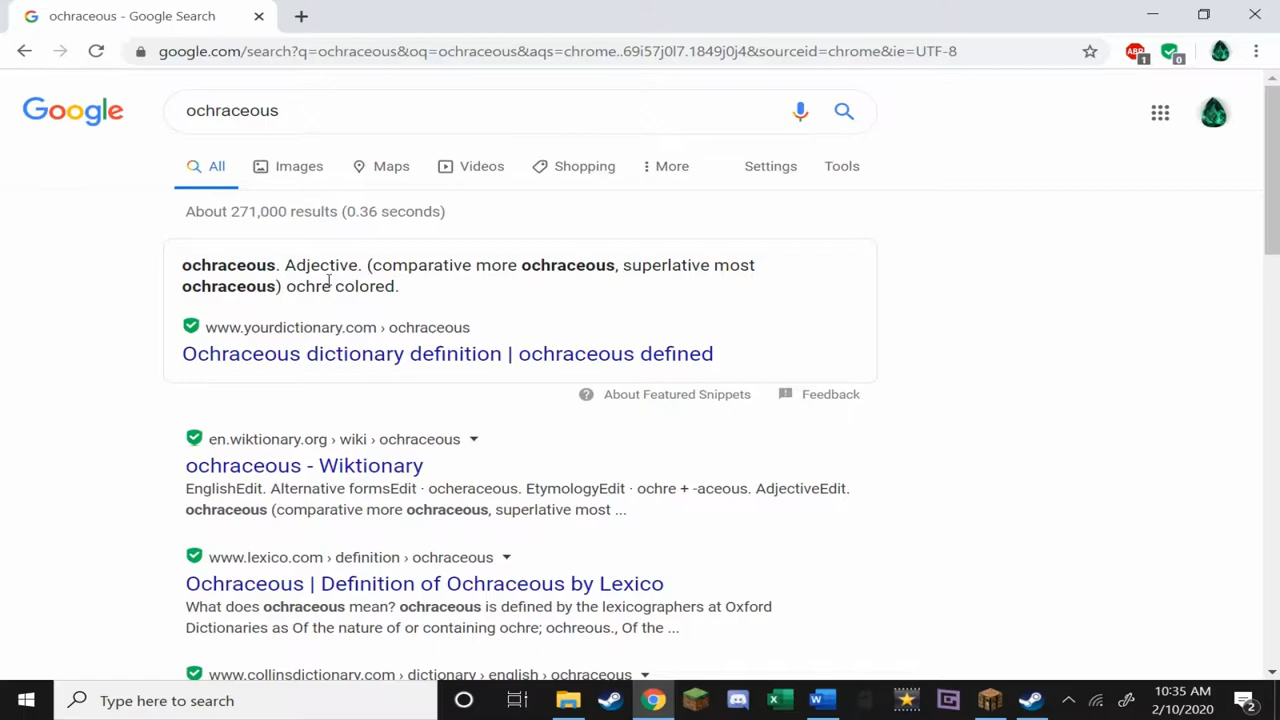 ochraceous - Google Search
google.com/search?q=ochraceous&oq=ochraceous&aqs=chrome..69i57j0l7.1849j0j4&sourceid=chrome&ie=UTF-8
ABP
1
0
Google
ochraceous
All Images Maps Videos Shopping More Settings Tools
About 271,000 results (0.36 seconds)
ochraceous. Adjective. (comparative more ochraceous, superlative most
ochraceous) ochre colored.
www.yourdictionary.com › ochraceous
Ochraceous dictionary definition | ochraceous defined
About Featured Snippets Feedback
en.wiktionary.org › wiki › ochraceous
ochraceous - Wiktionary
EnglishEdit. Alternative formsEdit · ocheraceous. EtymologyEdit · ochre + -aceous. AdjectiveEdit.
ochraceous (comparative more ochraceous, superlative most ...
www.lexico.com › definition › ochraceous
Ochraceous | Definition of Ochraceous by Lexico
What does ochraceous mean? ochraceous is defined by the lexicographers at Oxford
Dictionaries as Of the nature of or containing ochre; ochreous., Of the ...
www.collinsdictionary.com › dictionary › english › ochraceous
Type here to search
10:35 AM
2/10/2020
2